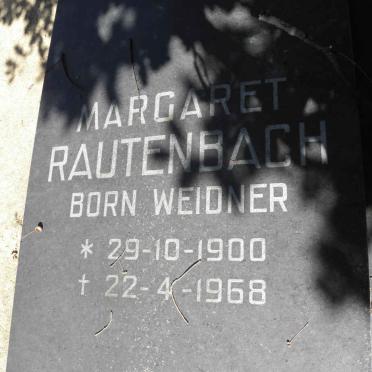 MARGARET
RAUTENBACH
BORN WEIDNER
* 29-10-1900
† 22-4-1968